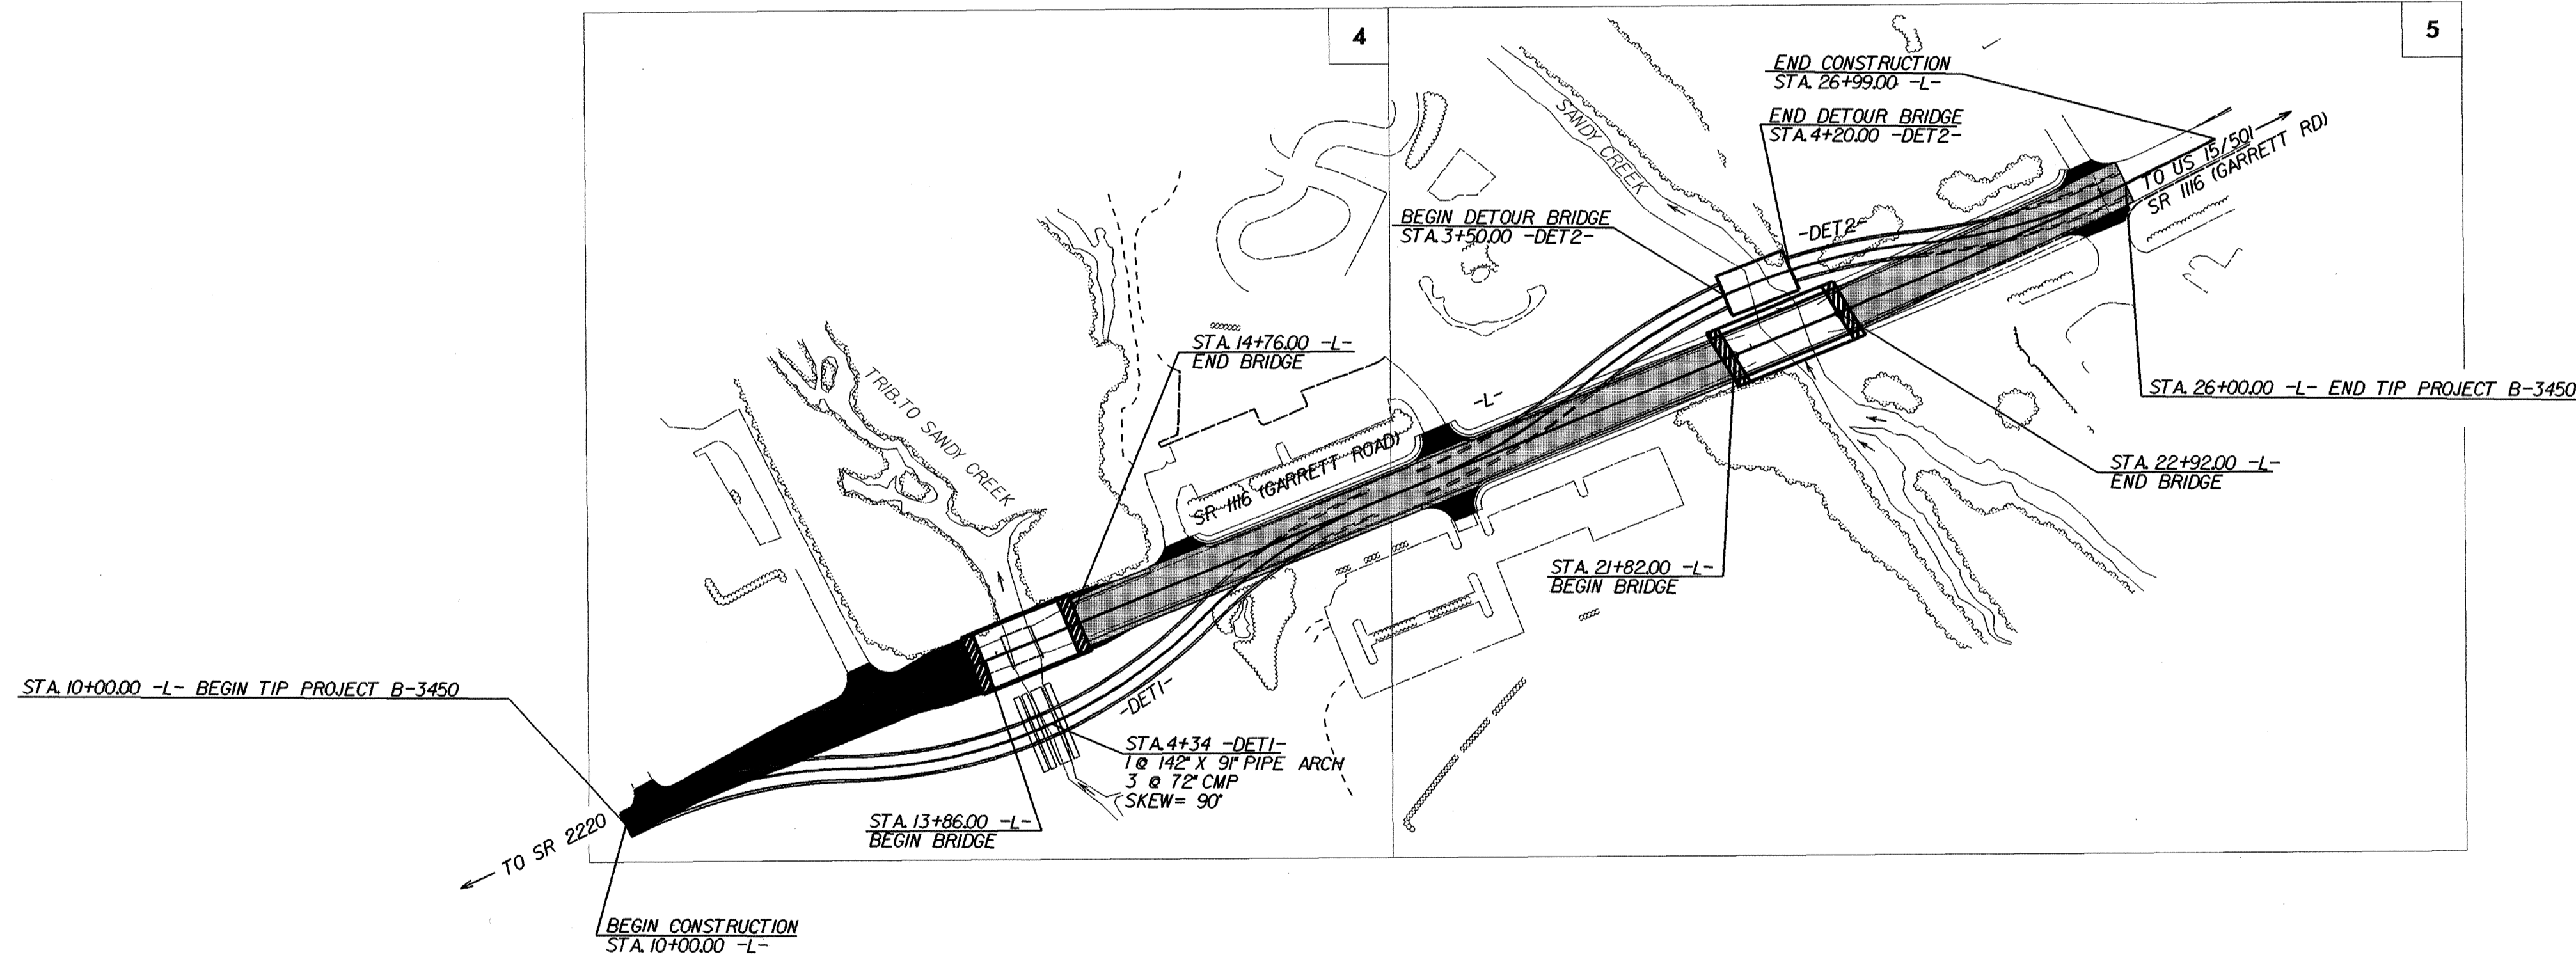 4
5
END CONSTRUCTION
STA. 26+99.00 -L-
END DETOUR BRIDGE
STA. 4+20.00 -DET2-
SANDY CREEK
TO US 15/501
SR 1116 (GARRETT RD)
BEGIN DETOUR BRIDGE
STA. 3+50.00 -DET2-
-DET2-
STA. 14+76.00 -L-
END BRIDGE
TRIB. TO SANDY CREEK
-L-
STA. 26+00.00 -L- END TIP PROJECT B-3450
SR 1116 (GARRETT ROAD)
STA. 22+92.00 -L-
END BRIDGE
STA. 21+82.00 -L-
BEGIN BRIDGE
STA. 10+00.00 -L- BEGIN TIP PROJECT B-3450
-DET1-
STA. 4+34 -DET1-
1 @ 142" X 91" PIPE ARCH
3 @ 72" CMP
SKEW= 90°
STA. 13+86.00 -L-
BEGIN BRIDGE
TO SR 2220
BEGIN CONSTRUCTION
STA. 10+00.00 -L-